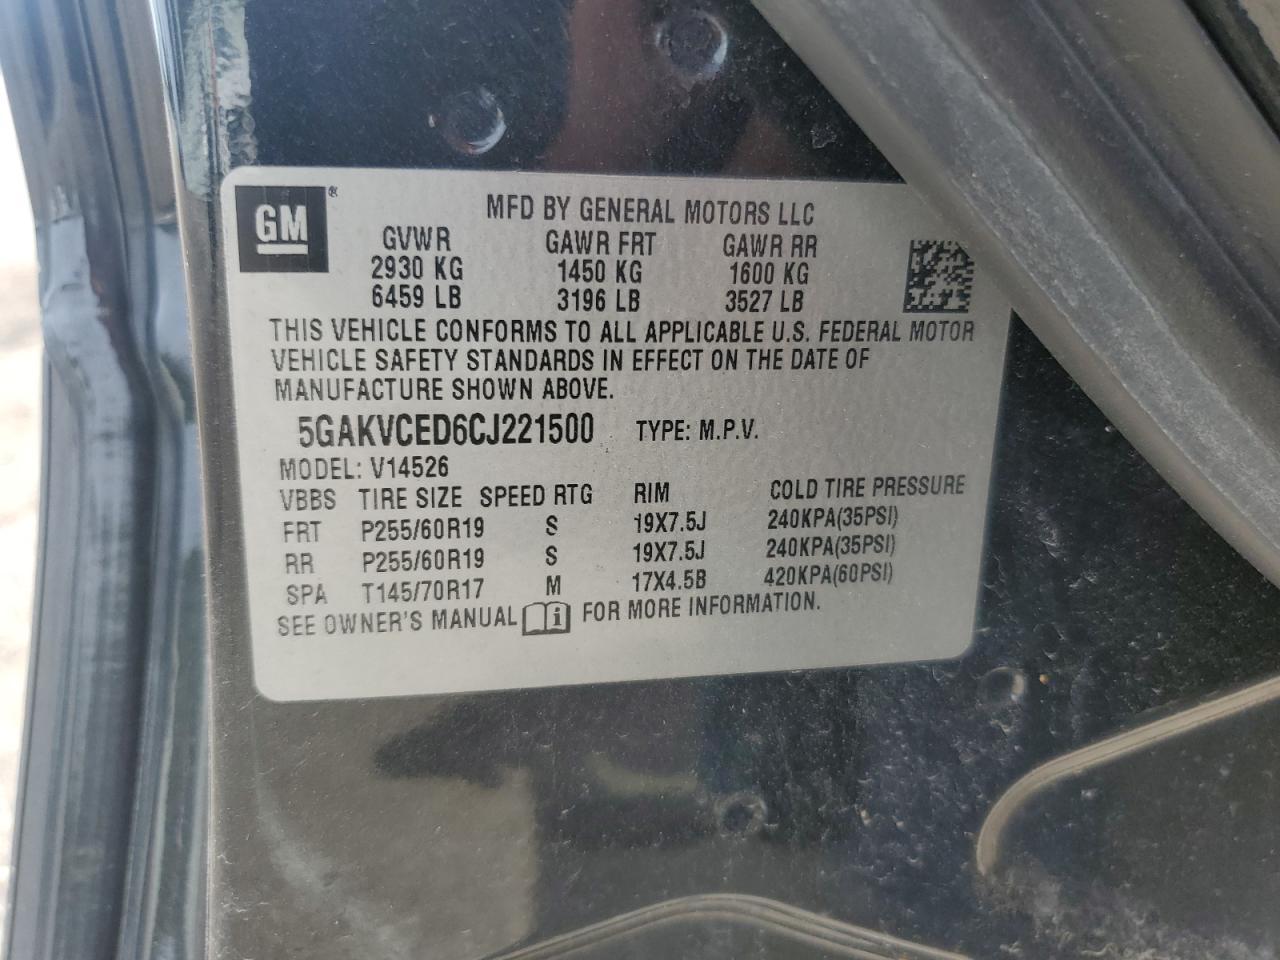 GM®
MFD BY GENERAL MOTORS LLC
GVWR GAWR FRT GAWR RR
2930 KG 1450 KG 1600 KG
6459 LB 3196 LB 3527 LB
THIS VEHICLE CONFORMS TO ALL APPLICABLE U.S. FEDERAL MOTOR
VEHICLE SAFETY STANDARDS IN EFFECT ON THE DATE OF
MANUFACTURE SHOWN ABOVE.
5GAKVCED6CJ221500 TYPE: M.P.V.
MODEL: V14526
VBBS TIRE SIZE SPEED RTG RIM COLD TIRE PRESSURE
FRT P255/60R19 S 19X7.5J 240KPA(35PSI)
RR P255/60R19 S 19X7.5J 240KPA(35PSI)
SPA T145/70R17 M 17X4.5B 420KPA(60PSI)
SEE OWNER'S MANUAL i FOR MORE INFORMATION.